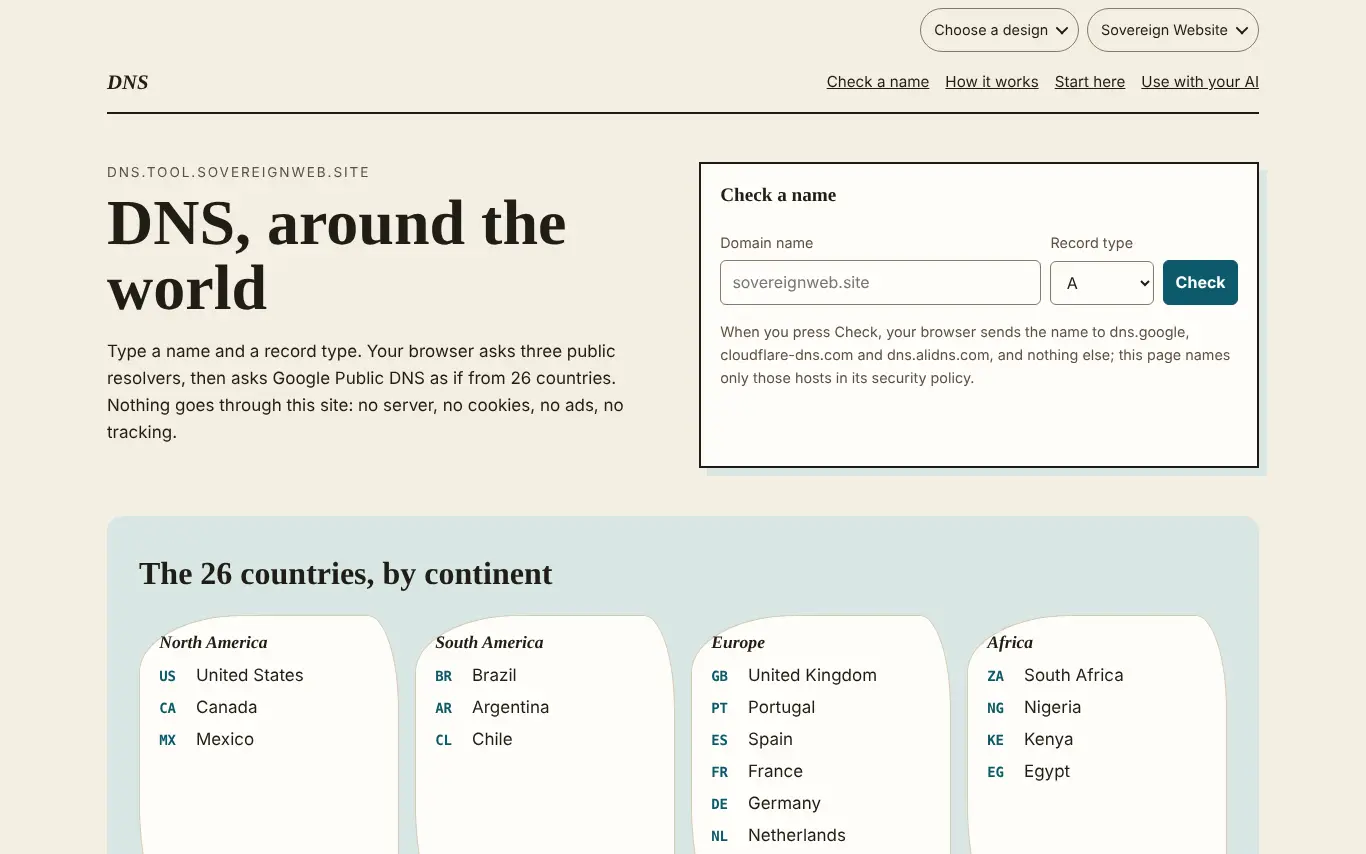 Choose a design
Sovereign Website
DNS
Check a name
How it works
Start here
Use with your AI
DNS.TOOL.SOVEREIGNWEB.SITE
DNS, around the
world
Type a name and a record type. Your browser asks three public
resolvers, then asks Google Public DNS as if from 26 countries.
Nothing goes through this site: no server, no cookies, no ads, no
tracking.
Check a name
Domain name
Record type
sovereignweb.site
A
Check
When you press Check, your browser sends the name to dns.google,
cloudflare-dns.com and dns.alidns.com, and nothing else; this page names
only those hosts in its security policy.
The 26 countries, by continent
North America
US United States
CA Canada
MX Mexico
South America
BR Brazil
AR Argentina
CL Chile
Europe
GB United Kingdom
PT Portugal
ES Spain
FR France
DE Germany
NL Netherlands
Africa
ZA South Africa
NG Nigeria
KE Kenya
EG Egypt